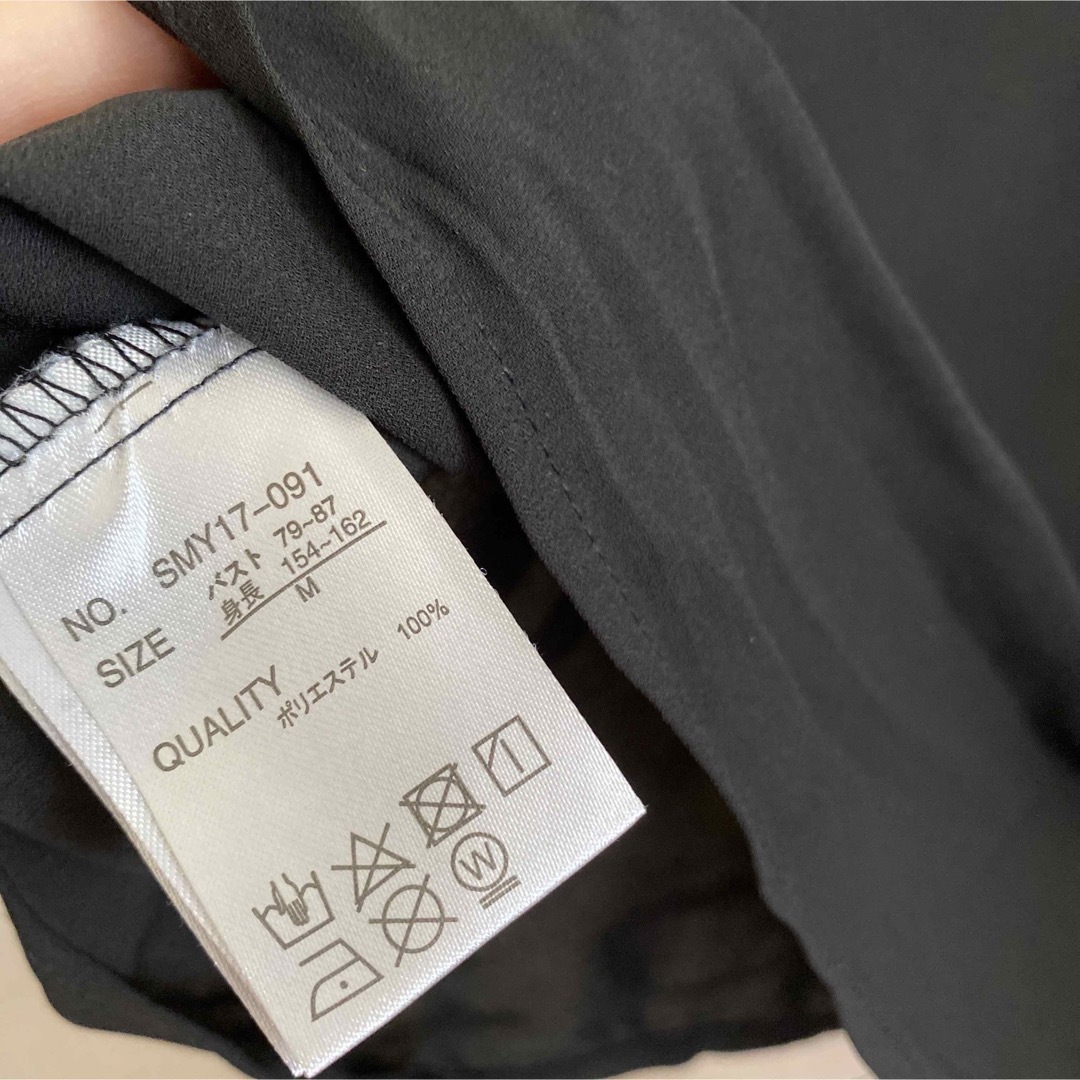 NO. SMY17-091
SIZE バスト 79~87
身長 154~162
M
QUALITY
ポリエステル 100%
W